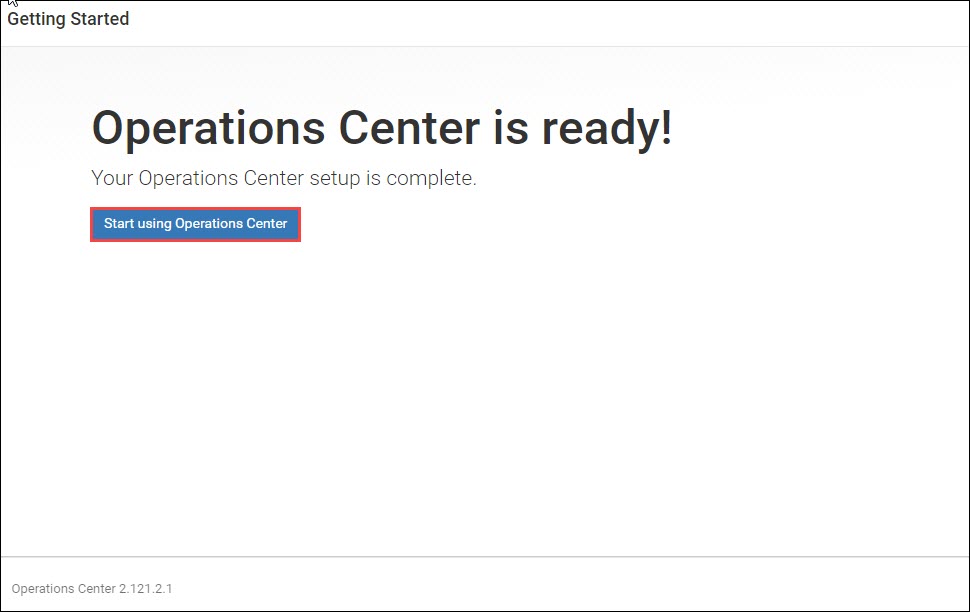 Getting Started
Operations Center is ready!
Your Operations Center setup is complete.
Start using Operations Center
Operations Center 2.121.2.1